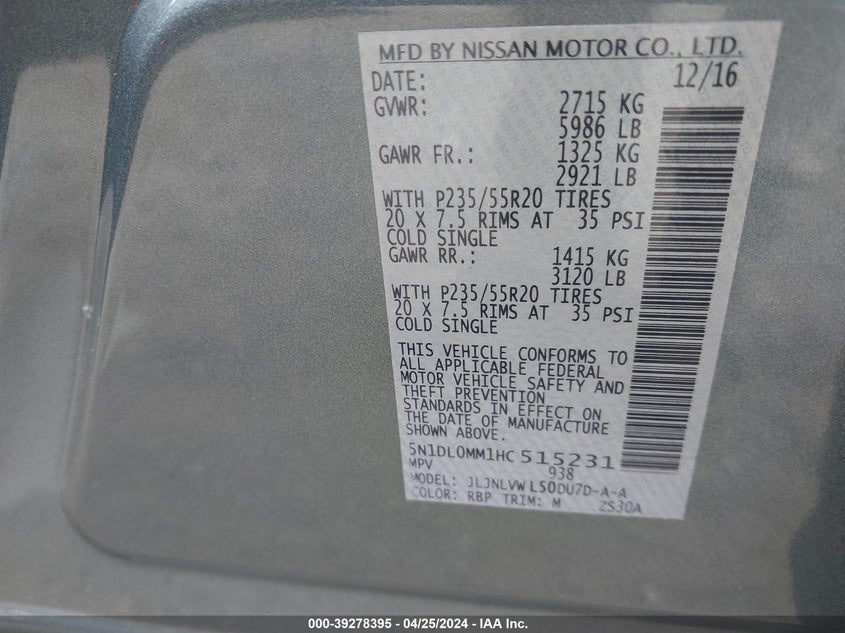 MFD BY NISSAN MOTOR CO., LTD.
DATE: 12/16
GVWR: 2715 KG
5986 LB
GAWR FR.: 1325 KG
2921 LB
WITH P235/55R20 TIRES
20 X 7.5 RIMS AT 35 PSI
COLD SINGLE
GAWR RR.: 1415 KG
3120 LB
WITH P235/55R20 TIRES
20 X 7.5 RIMS AT 35 PSI
COLD SINGLE
THIS VEHICLE CONFORMS TO
ALL APPLICABLE FEDERAL
MOTOR VEHICLE SAFETY AND
THEFT PREVENTION
STANDARDS IN EFFECT ON
THE DATE OF MANUFACTURE
SHOWN ABOVE.
5N1DL0MM1HC515231
MPV 938
MODEL: JLJNLVWL50DU7D-A-A
COLOR: RBP TRIM: M ZS30A
000-39278395 - 04/25/2024 - IAA Inc.